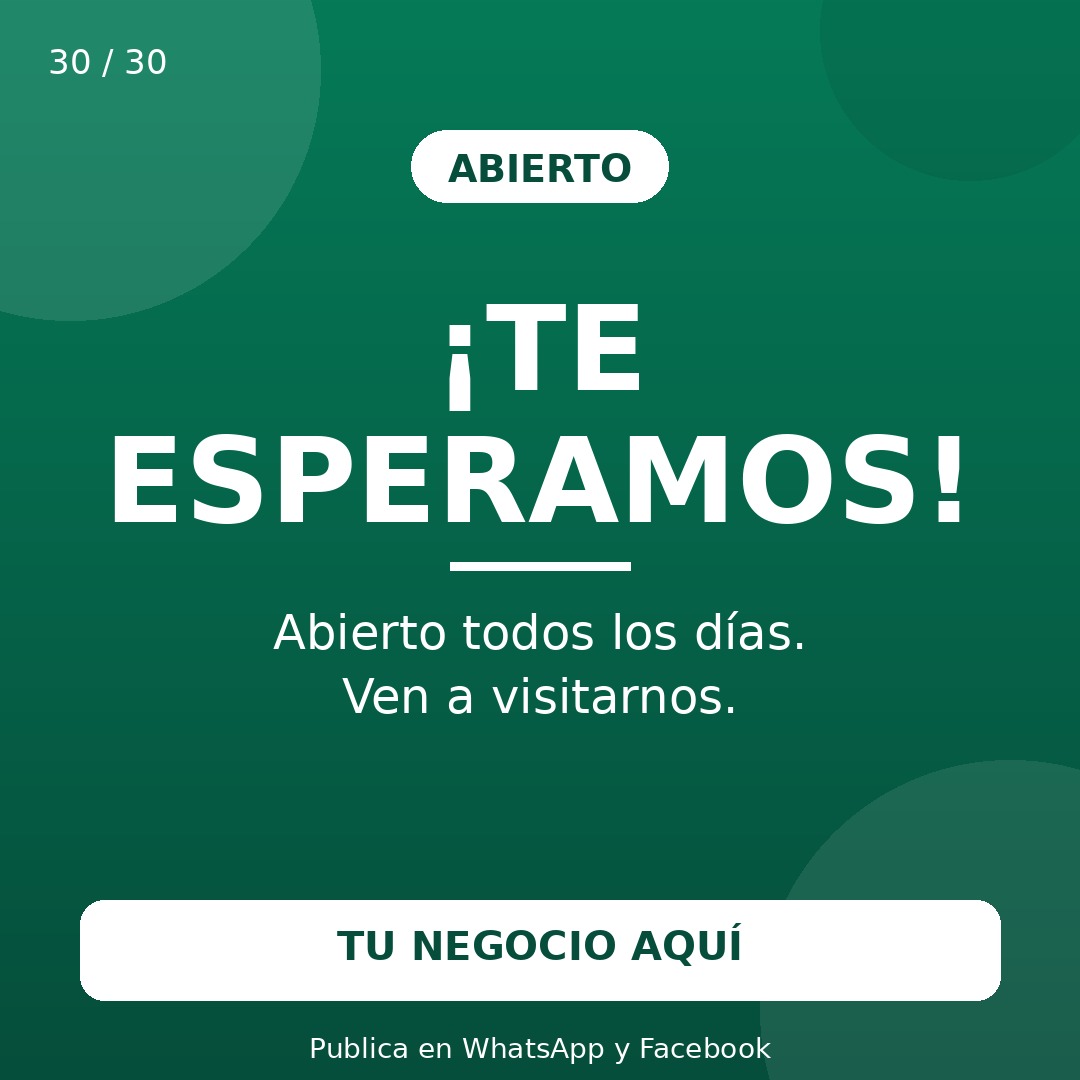 30 / 30
ABIERTO
¡TE
ESPERAMOS!
Abierto todos los días.
Ven a visitarnos.
TU NEGOCIO AQUÍ
Publica en WhatsApp y Facebook